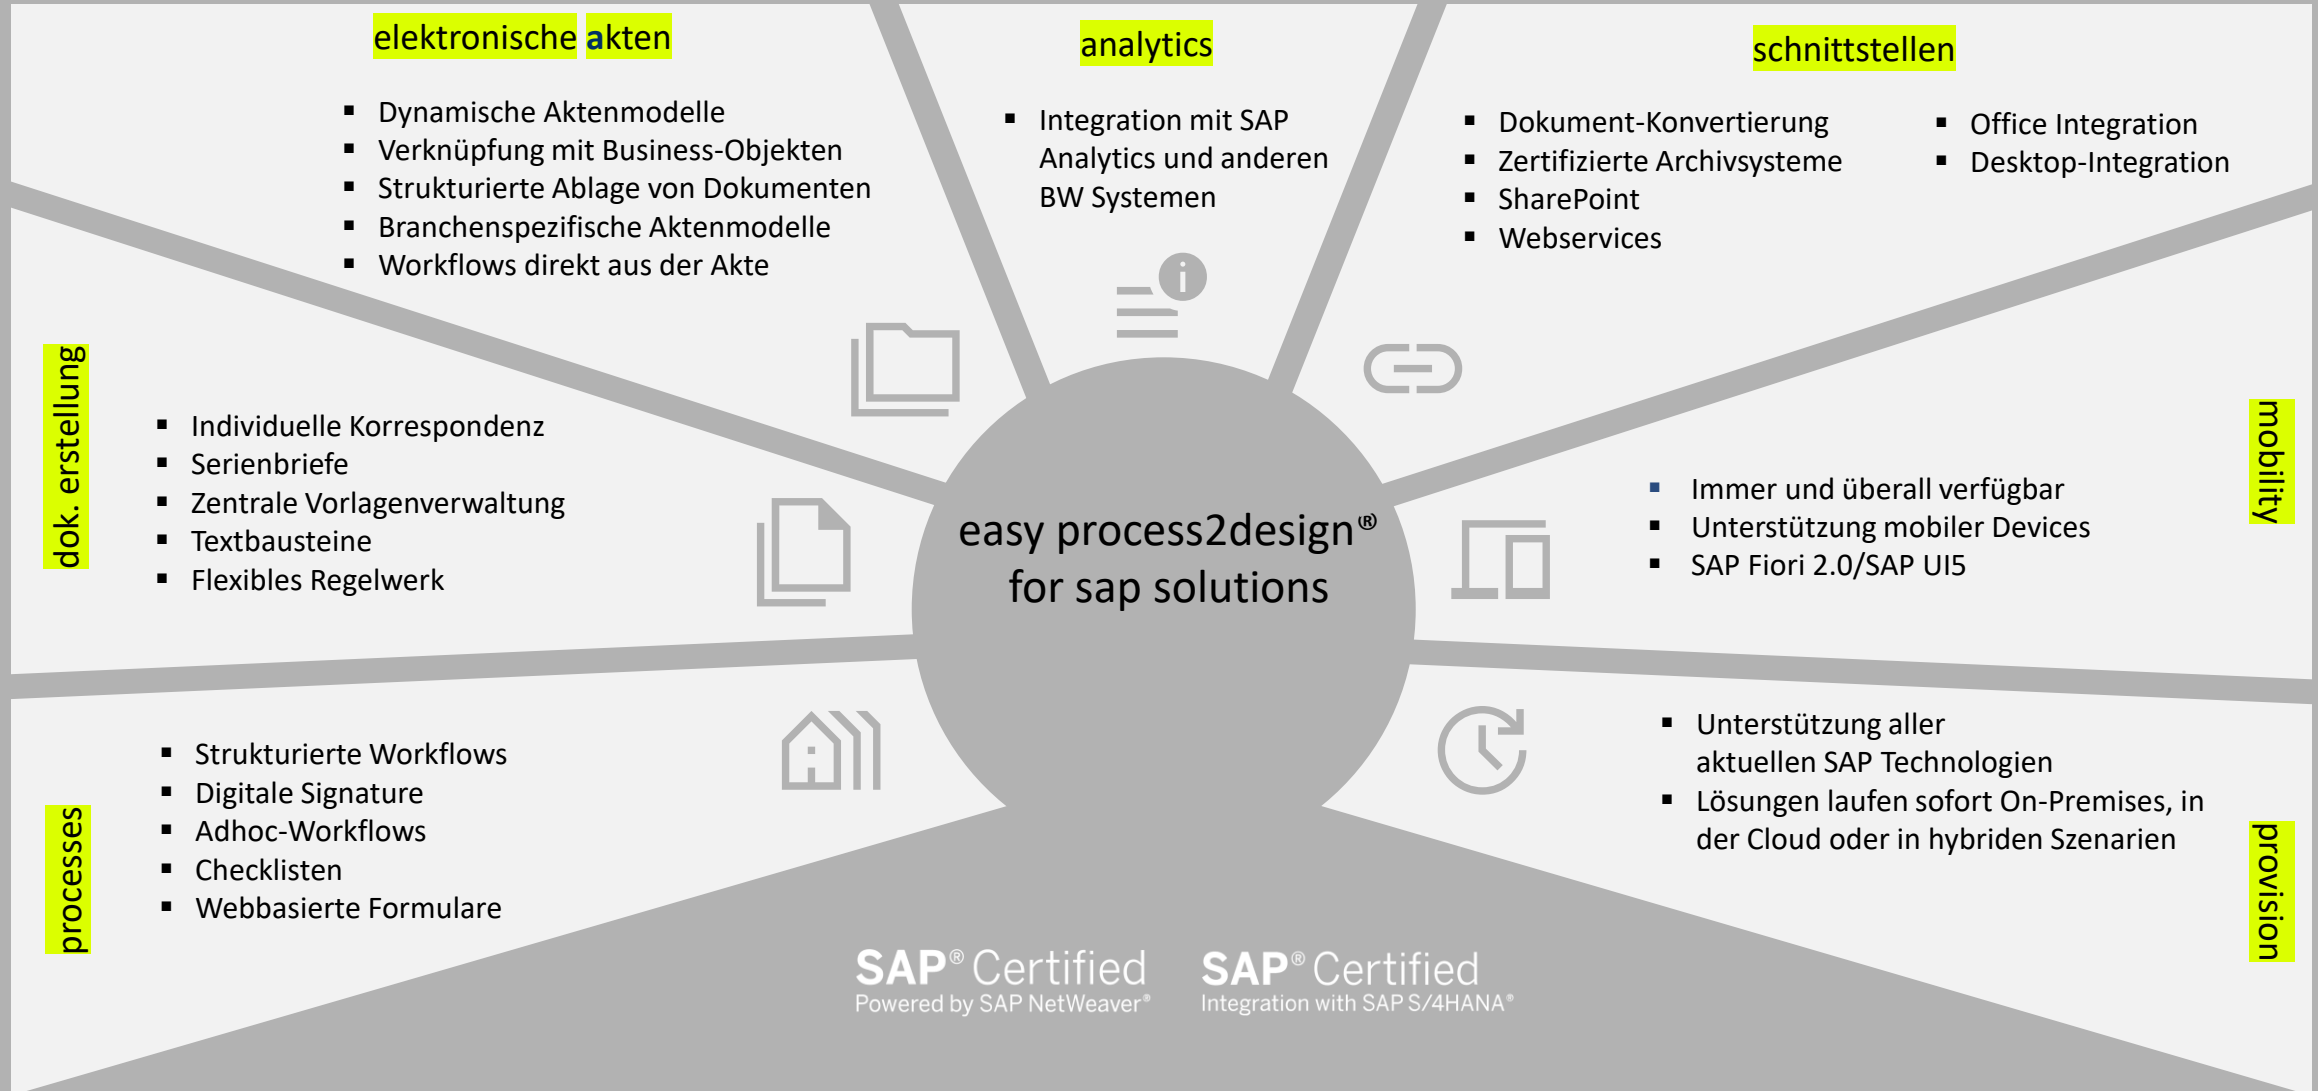 elektronische akten
Dynamische Aktenmodelle
Verknüpfung mit Business-Objekten
Strukturierte Ablage von Dokumenten
Branchenspezifische Aktenmodelle
Workflows direkt aus der Akte
analytics
Integration mit SAP
Analytics und anderen
BW Systemen
schnittstellen
Dokument-Konvertierung
Zertifizierte Archivsysteme
SharePoint
Webservices
Office Integration
Desktop-Integration
dok. erstellung
Individuelle Korrespondenz
Serienbriefe
Zentrale Vorlagenverwaltung
Textbausteine
Flexibles Regelwerk
easy process2design®
for sap solutions
mobility
Immer und überall verfügbar
Unterstützung mobiler Devices
SAP Fiori 2.0/SAP UI5
processes
Strukturierte Workflows
Digitale Signature
Adhoc-Workflows
Checklisten
Webbasierte Formulare
provision
Unterstützung aller
aktuellen SAP Technologien
Lösungen laufen sofort On-Premises, in
der Cloud oder in hybriden Szenarien
SAP® Certified
Powered by SAP NetWeaver®
SAP® Certified
Integration with SAP S/4HANA®